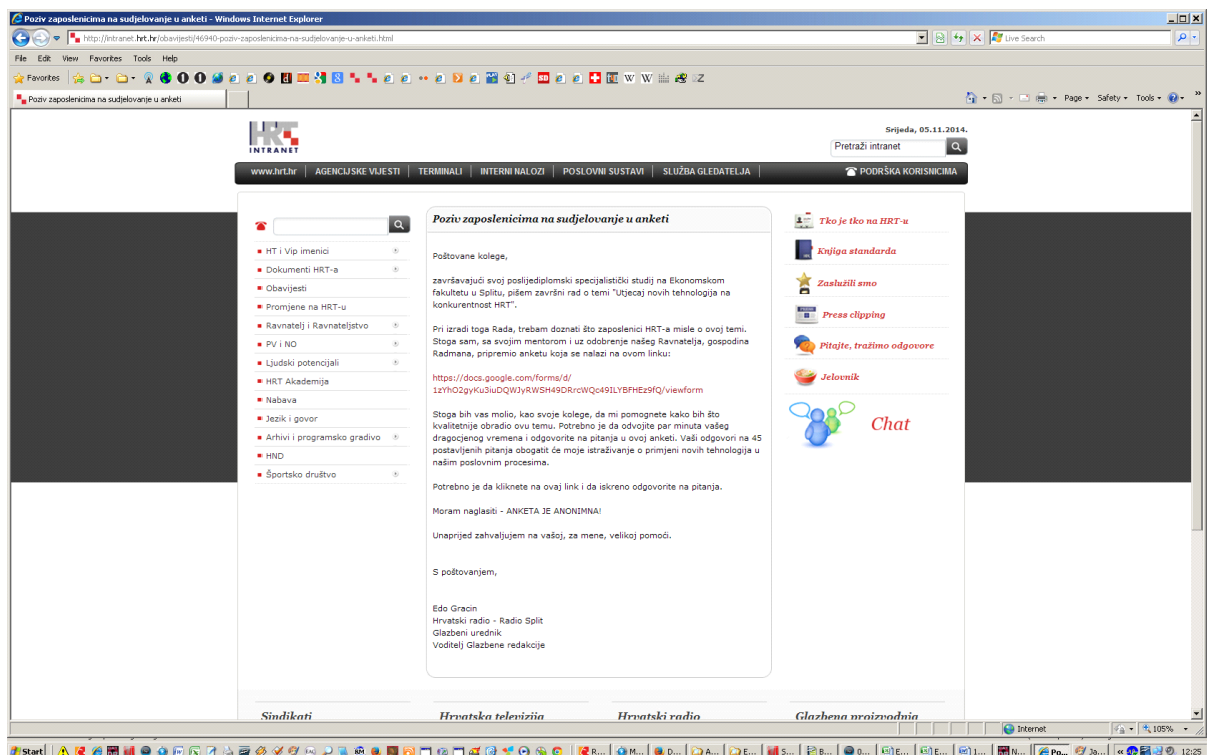 Poziv zaposlenicima na sudjelovanje u anketi - Windows Internet Explorer
http://intranet.hrt.hr/obavijesti/46940-poziv-zaposlenicima-na-sudjelovanje-u-anketi.html
Live Search
File Edit View Favorites Tools Help
Favorites
Poziv zaposlenicima na sudjelovanje u anketi
Page Safety Tools
HRT
INTRANET
Srijeda, 05.11.2014.
Pretraži intranet
www.hrt.hr AGENCIJSKE VIJESTI TERMINALI INTERNI NALOZI POSLOVNI SUSTAVI SLUŽBA GLEDATELJA PODRŠKA KORISNICIMA
HT i Vip imenici
Dokumenti HRT-a
Obavijesti
Promjene na HRT-u
Ravnatelj i Ravnateljstvo
PV i NO
Ljudski potencijali
HRT Akademija
Nabava
Jezik i govor
Arhivi i programsko gradivo
HND
Športsko društvo
Poziv zaposlenicima na sudjelovanje u anketi
Poštovane kolege,
završavajući svoj poslijediplomski specijalistički studij na Ekonomskom
fakultetu u Splitu, pišem završni rad o temi "Utjecaj novih tehnologija na
konkurentnost HRT".
Pri izradi toga Rada, trebam doznati što zaposlenici HRT-a misle o ovoj temi.
Stoga sam, sa svojim mentorom i uz odobrenje našeg Ravnatelja, gospodina
Radmana, pripremio anketu koja se nalazi na ovom linku:
https://docs.google.com/forms/d/
1zYhO2gyKu3iuDQWJyRWSH49DRrcWQc49ILYBFHEz9fQ/viewform
Stoga bih vas molio, kao svoje kolege, da mi pomognete kako bih što
kvalitetnije obradio ovu temu. Potrebno je da odvojite par minuta vašeg
dragocjenog vremena i odgovorite na pitanja u ovoj anketi. Vaši odgovori na 45
postavljenih pitanja obogatit će moje istraživanje o primjeni novih tehnologija u
našim poslovnim procesima.
Potrebno je da kliknete na ovaj link i da iskreno odgovorite na pitanja.
Moram naglasiti - ANKETA JE ANONIMNA!
Unaprijed zahvaljujem na vašoj, za mene, velikoj pomoći.
S poštovanjem,
Edo Gracin
Hrvatski radio - Radio Split
Glazbeni urednik
Voditelj Glazbene redakcije
Tko je tko na HRT-u
Knjiga standarda
Zaslužili smo
Press clipping
Pitajte, tražimo odgovore
Jelovnik
Chat
Sindikati Hrvatska televizija Hrvatski radio Glazbena proizvodnja
Internet 105%
Start 12:25